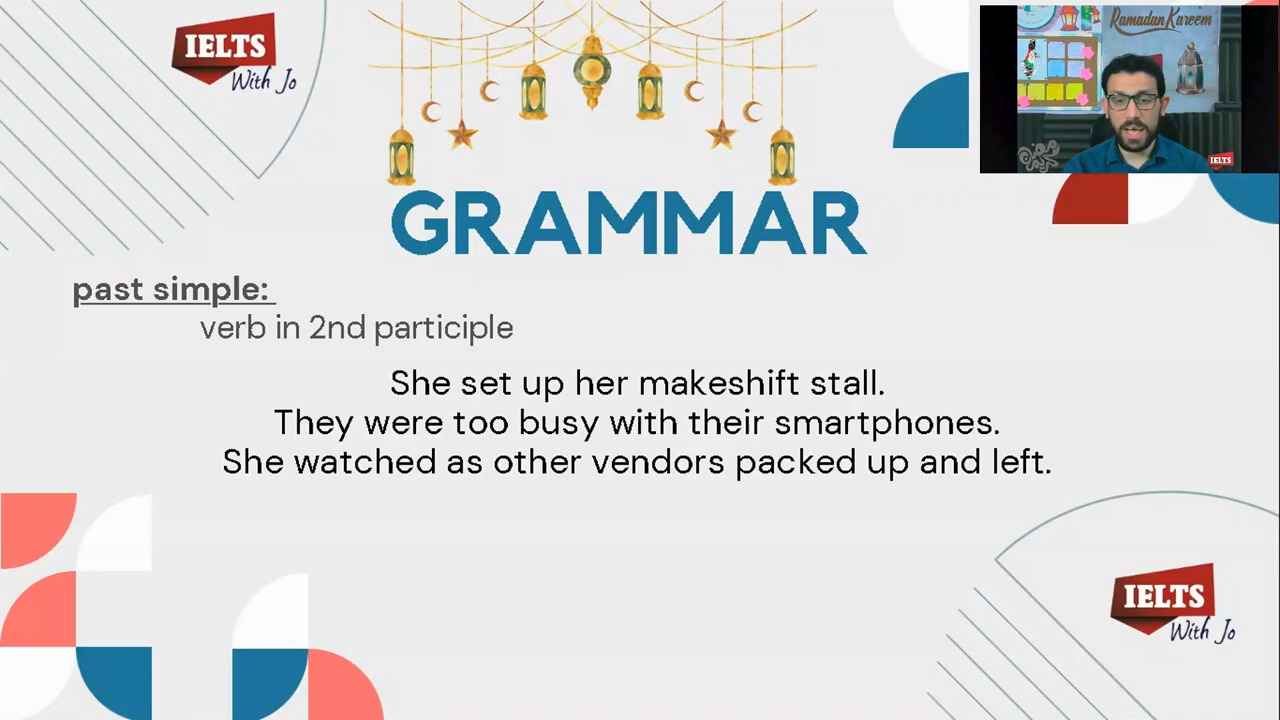 IELTS
With Jo
Ramadan Kareem
IELTS
GRAMMAR
past simple:
verb in 2nd participle
She set up her makeshift stall.
They were too busy with their smartphones.
She watched as other vendors packed up and left.
IELTS
With Jo